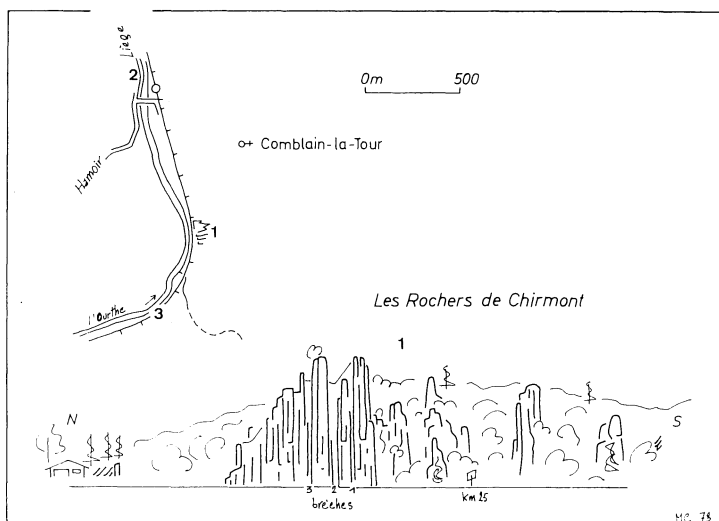 Liège
2
0m 500
Comblain-la-Tour
Hamoir
1
l'Ourthe
3
Les Rochers de Chirmont
1
N
S
3 2 1
brèches
km 25
MC. 78